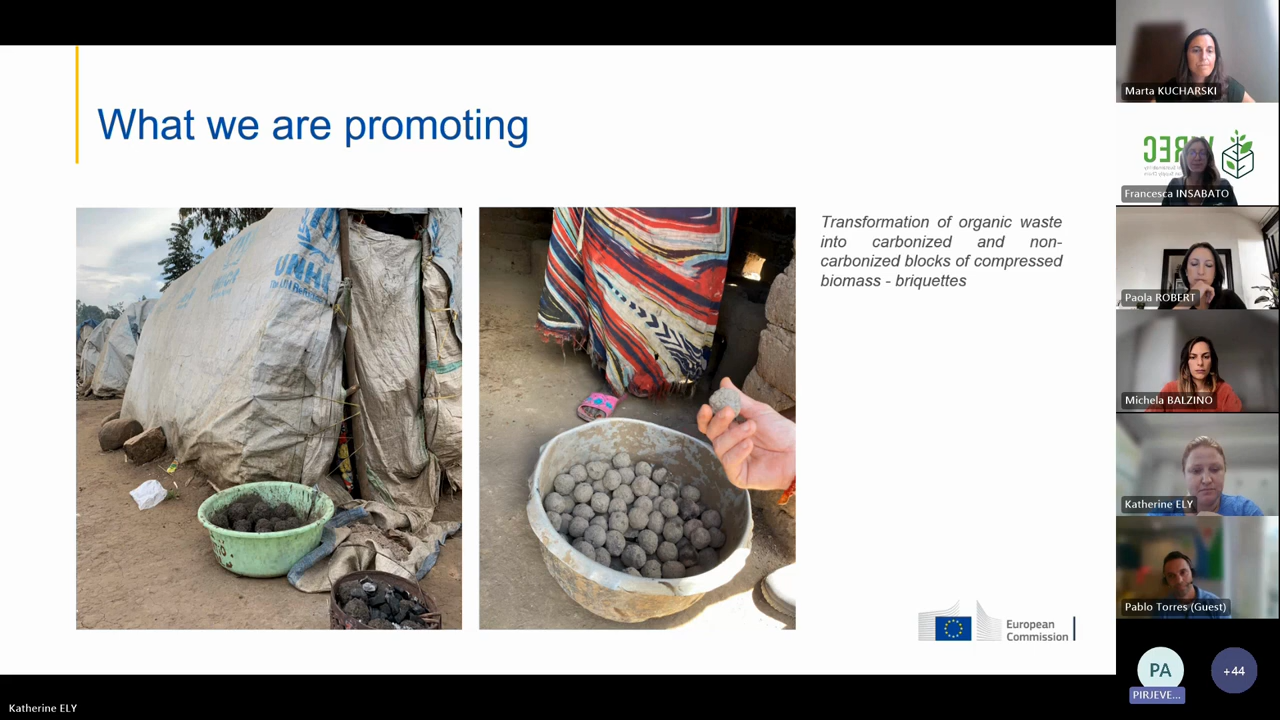 What we are promoting
Transformation of organic waste
into carbonized and non-
carbonized blocks of compressed
biomass - briquettes
European
Commission
Marta KUCHARSKI
Francesca INSABATO
Paola ROBERT
Michela BALZINO
Katherine ELY
Pablo Torres (Guest)
PA
+44
PIRJEVE...
Katherine ELY